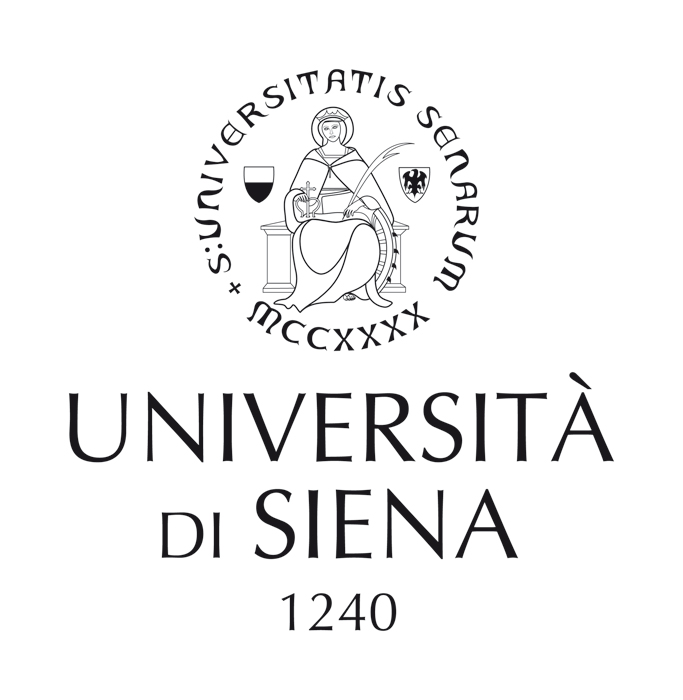 S:UNIVERSITATIS SENARUM
+ MCCXXXX
UNIVERSITÀ
DI SIENA
1240